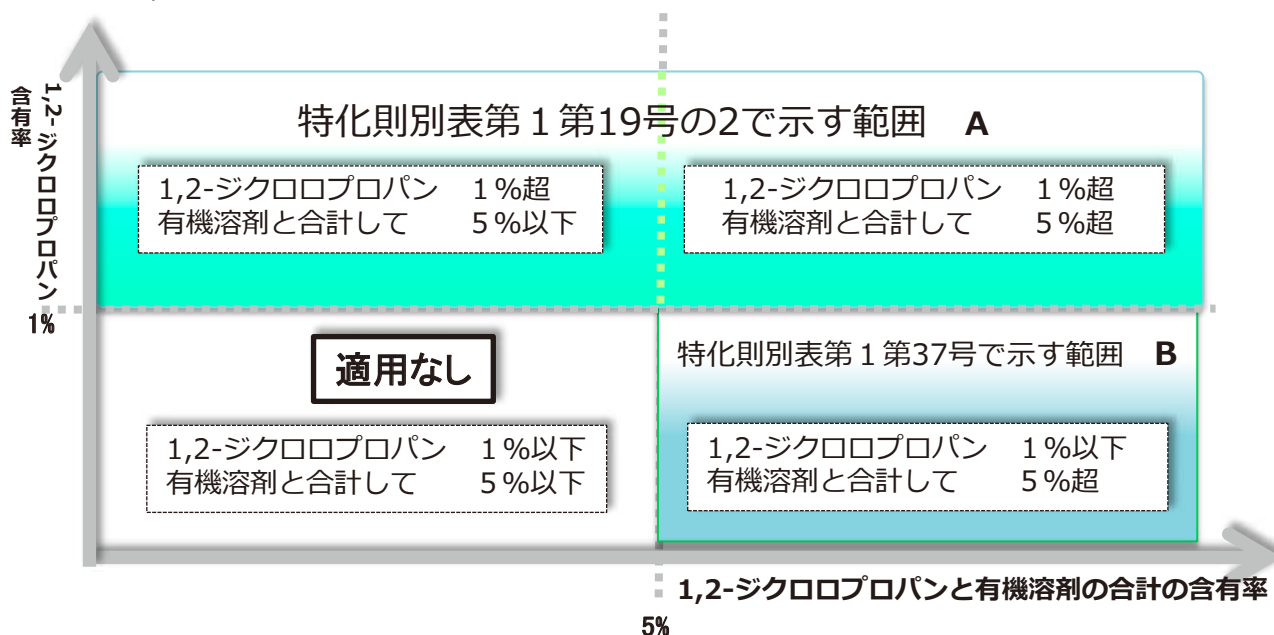 1,2-ジクロロプロパン
含有率
特化則別表第１第19号の2で示す範囲 A
1,2-ジクロロプロパン １%超
有機溶剤と合計して ５%以下
1,2-ジクロロプロパン １%超
有機溶剤と合計して ５%超
1%
適用なし
1,2-ジクロロプロパン １%以下
有機溶剤と合計して ５%以下
特化則別表第１第37号で示す範囲 B
1,2-ジクロロプロパン １%以下
有機溶剤と合計して ５%超
1,2-ジクロロプロパンと有機溶剤の合計の含有率
5%